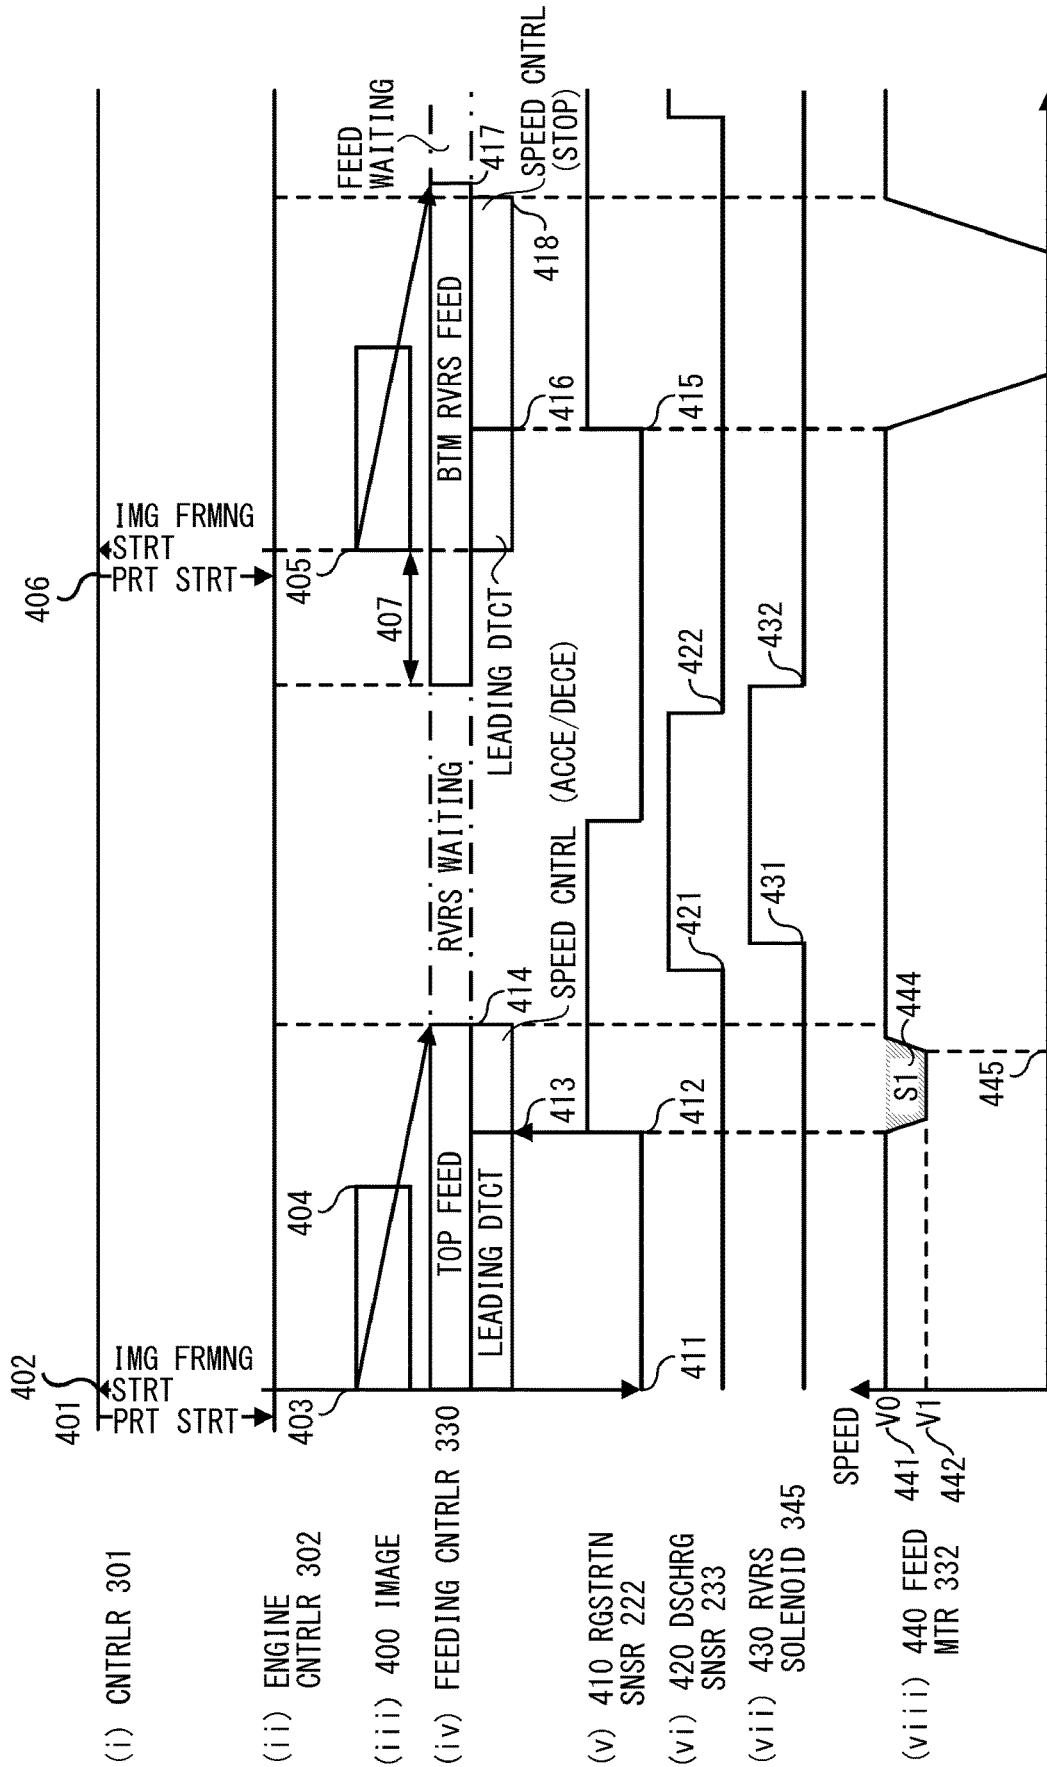 (i) CNTRLR 301
401
402
PRT STRT
IMG FRMNG
STRT
406
PRT STRT
IMG FRMNG
STRT
(ii) ENGINE
CNTRLR 302
(iii) 400 IMAGE
403
404
405
407
FEED
WAITING
(iv) FEEDING CNTRLR 330
TOP FEED
RVRS WAITING
BTM RVRS FEED
417
LEADING DTCT
413
414
SPEED CNTRL (ACCE/DECE)
LEADING DTCT
416
418
SPEED CNTRL
(STOP)
(v) 410 RGSTRTN
SNSR 222
411
412
415
(vi) 420 DSCHRG
SNSR 233
421
422
(vii) 430 RVRS
SOLENOID 345
431
432
(viii) 440 FEED
MTR 332
SPEED
V0
441
V1
442
S1
444
445